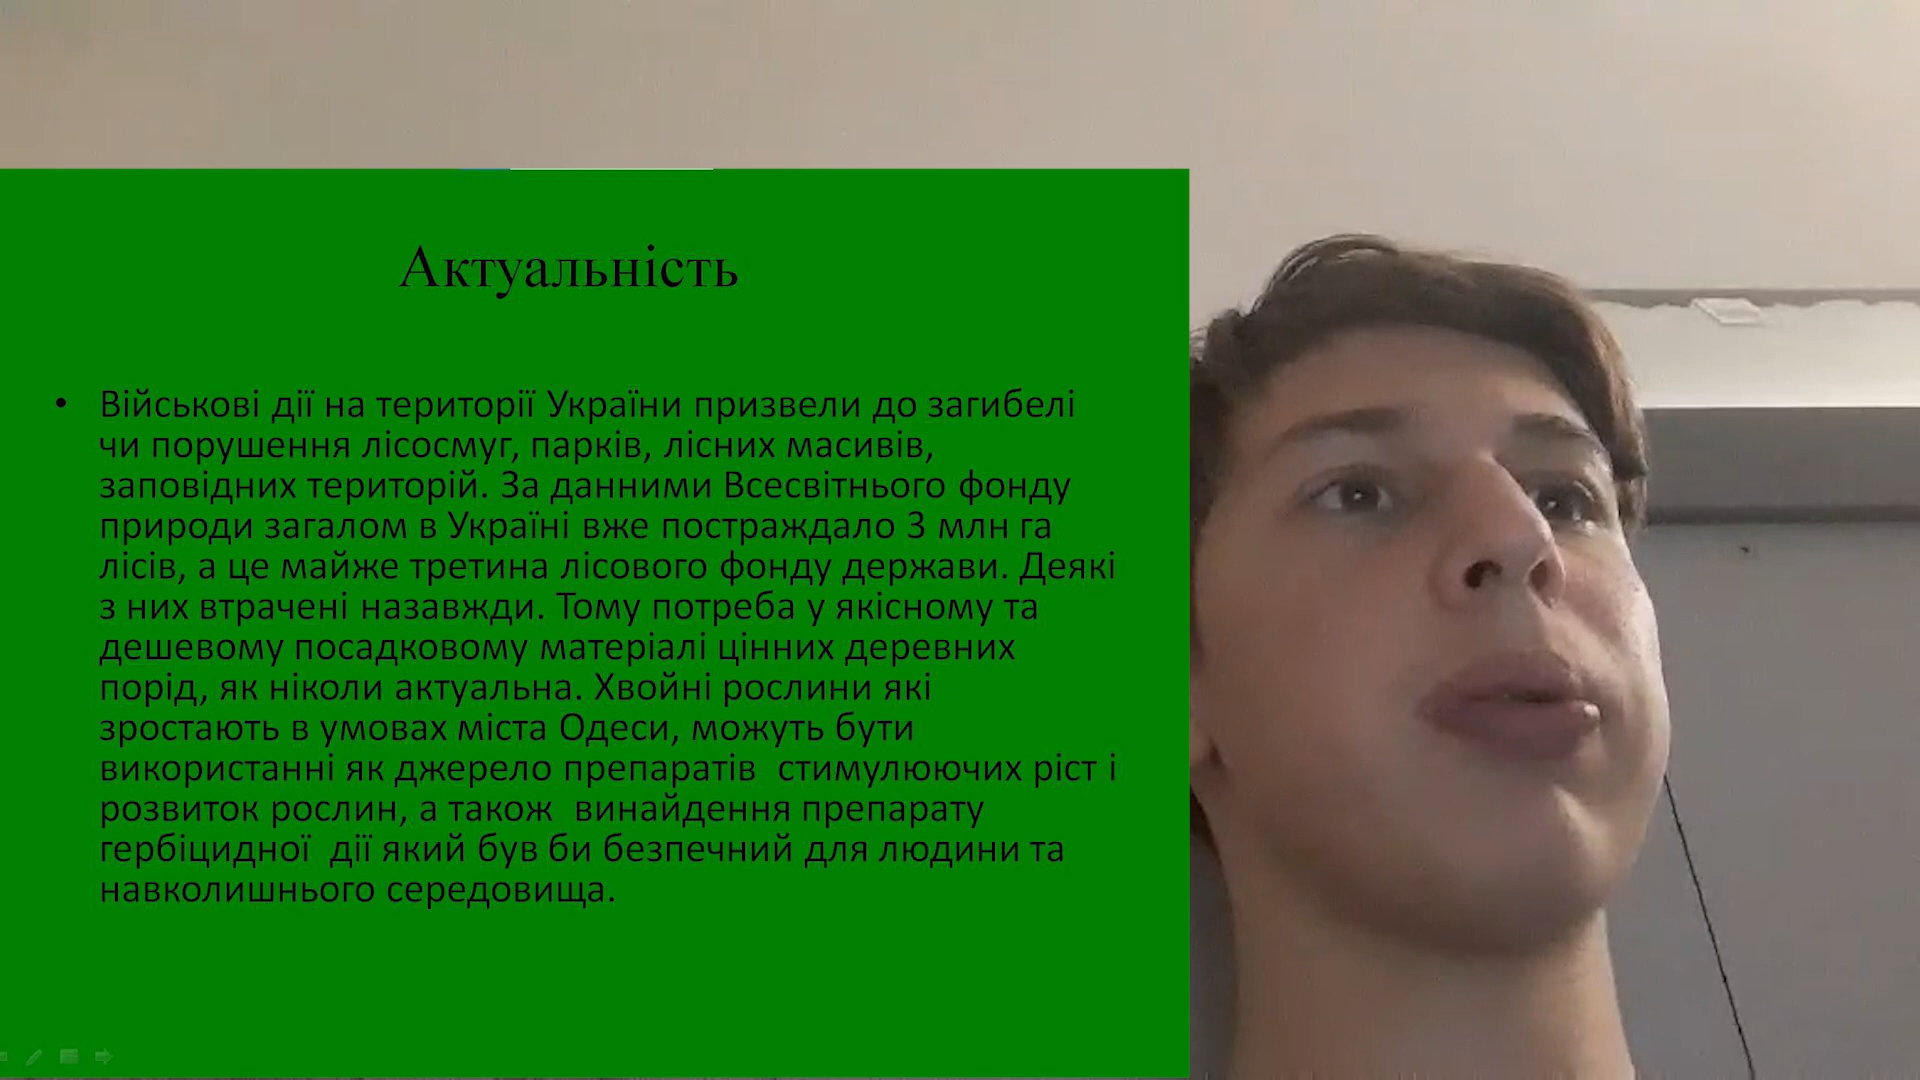 Актуальність
• Військові дії на території України призвели до загибелі
чи порушення лісосмуг, парків, лісних масивів,
заповідних територій. За данними Всесвітнього фонду
природи загалом в Україні вже постраждало 3 млн га
лісів, а це майже третина лісового фонду держави. Деякі
з них втрачені назавжди. Тому потреба у якісному та
дешевому посадковому матеріалі цінних деревних
порід, як ніколи актуальна. Хвойні рослини які
зростають в умовах міста Одеси, можуть бути
використанні як джерело препаратів  стимулюючих ріст і
розвиток рослин, а також  винайдення препарату
гербіцидної  дії який був би безпечний для людини та
навколишнього середовища.